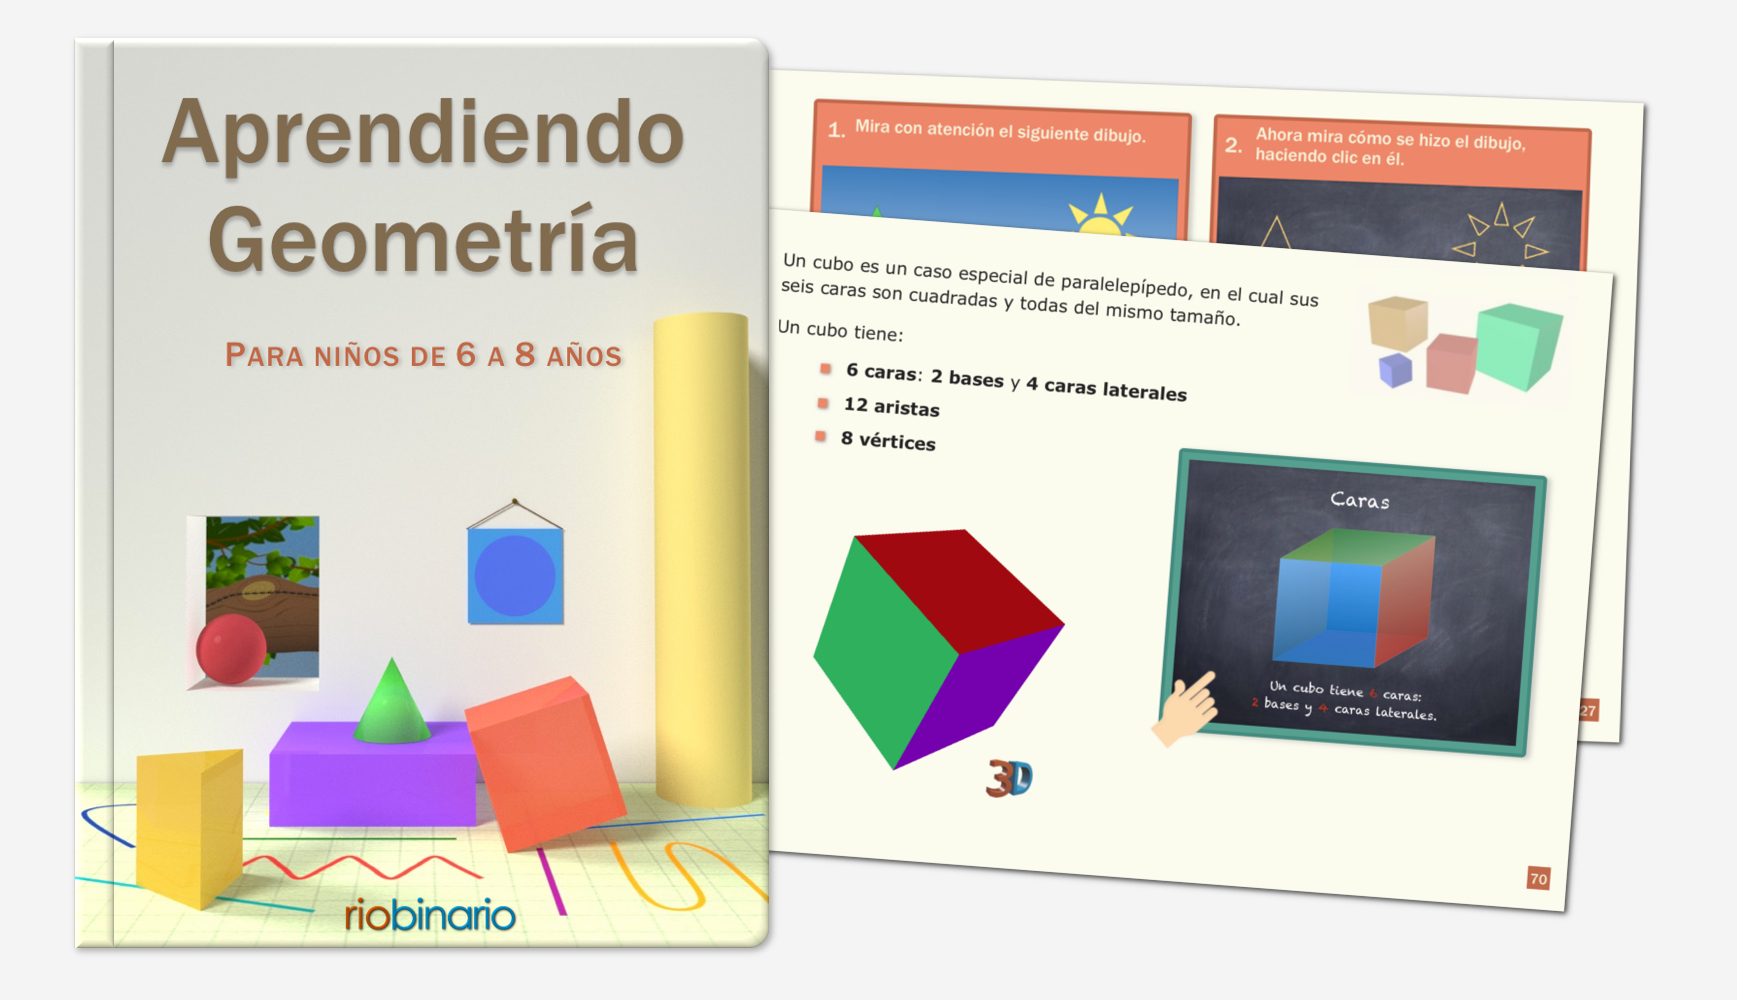 Aprendiendo
Geometría
PARA NIÑOS DE 6 A 8 AÑOS
riobinario
1. Mira con atención el siguiente dibujo.
2. Ahora mira cómo se hizo el dibujo,
haciendo clic en él.
27
Un cubo es un caso especial de paralelepípedo, en el cual sus
seis caras son cuadradas y todas del mismo tamaño.
Un cubo tiene:
6 caras: 2 bases y 4 caras laterales
12 aristas
8 vértices
Caras
Un cubo tiene 6 caras:
2 bases y 4 caras laterales.
3D
70